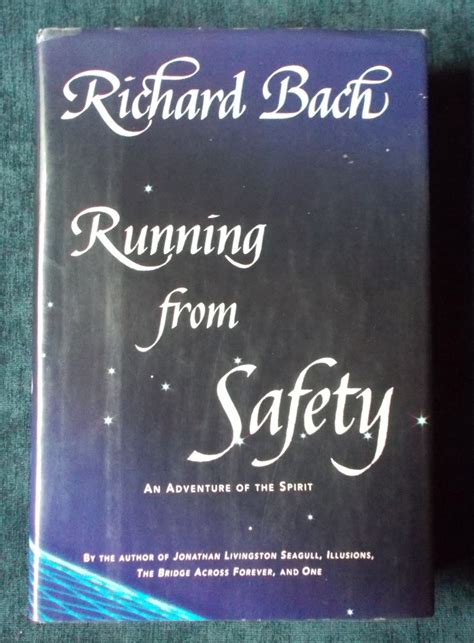 Richard Bach
Running
from
Safety
AN ADVENTURE OF THE SPIRIT
BY THE AUTHOR OF JONATHAN LIVINGSTON SEAGULL, ILLUSIONS,
THE BRIDGE ACROSS FOREVER, AND ONE